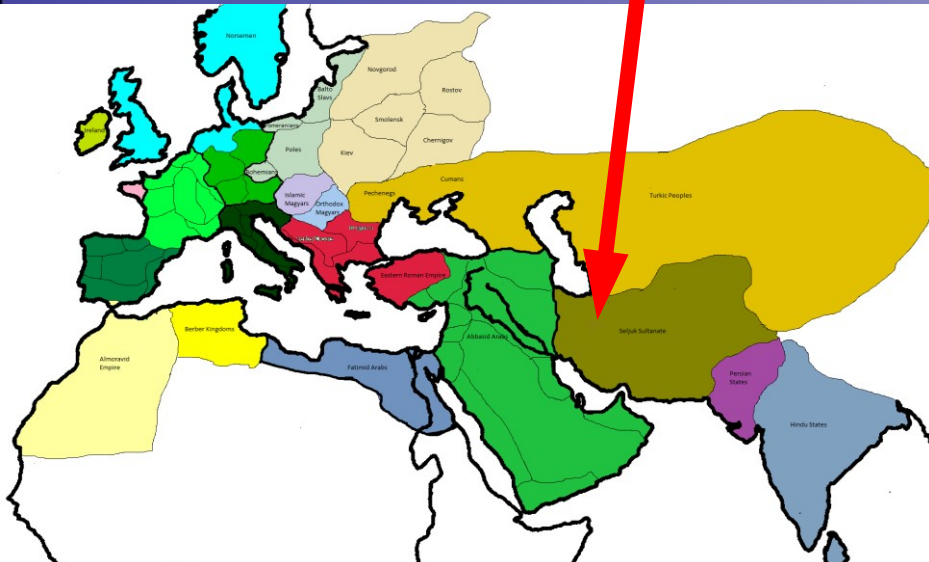 Norsemen
Novgorod
Balto
Slavs
Rostov
Ireland
Pomeranians
Smolensk
Chernigov
Poles
Kiev
Bohemians
Cumans
Pechenegs
Turkic Peoples
Islamic
Magyars
Orthodox
Magyars
Eastern Roman Empire
Seljuk Sultanate
Berber Kingdoms
Abbasid Arabs
Almoravid
Empire
Fatimid Arabs
Persian
States
Hindu States